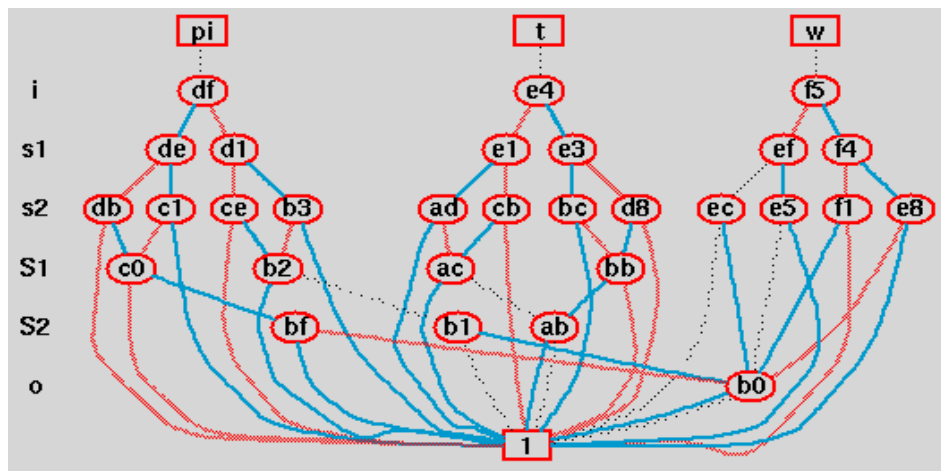 pi t w
i df e4 f5
s1 de d1 e1 e3 ef f4
s2 db c1 ce b3 ad cb bc d8 ec e5 f1 e8
S1 c0 b2 ac bb
S2 bf b1 ab
o b0
1